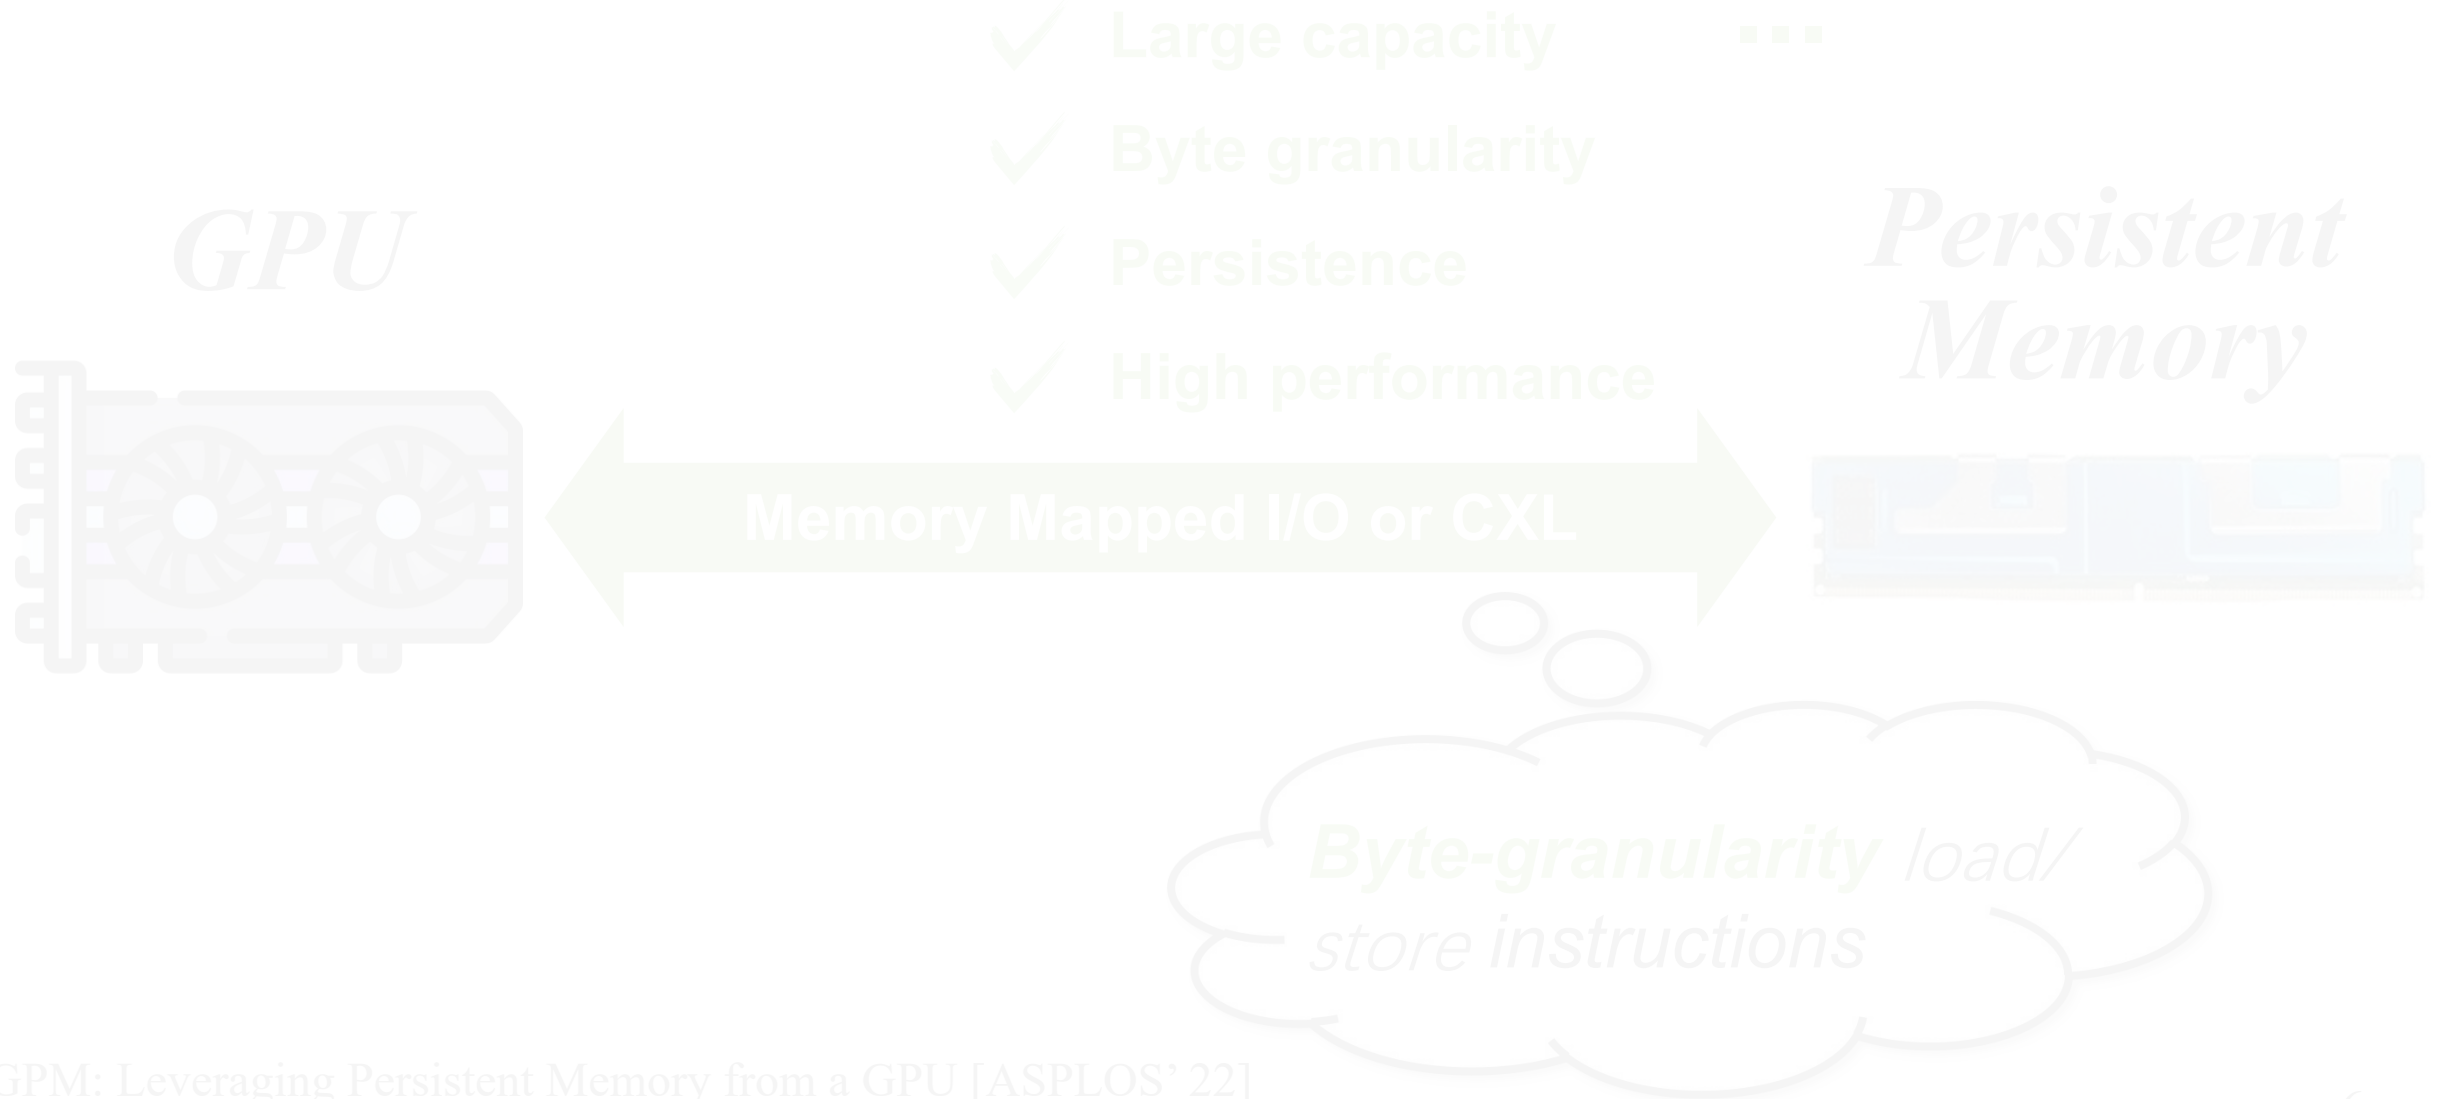 Large capacity ...
Byte granularity
Persistence
High performance
GPU
Persistent
Memory
Memory Mapped I/O or CXL
Byte-granularity load/
store instructions
GPM: Leveraging Persistent Memory from a GPU [ASPLOS’ 22]